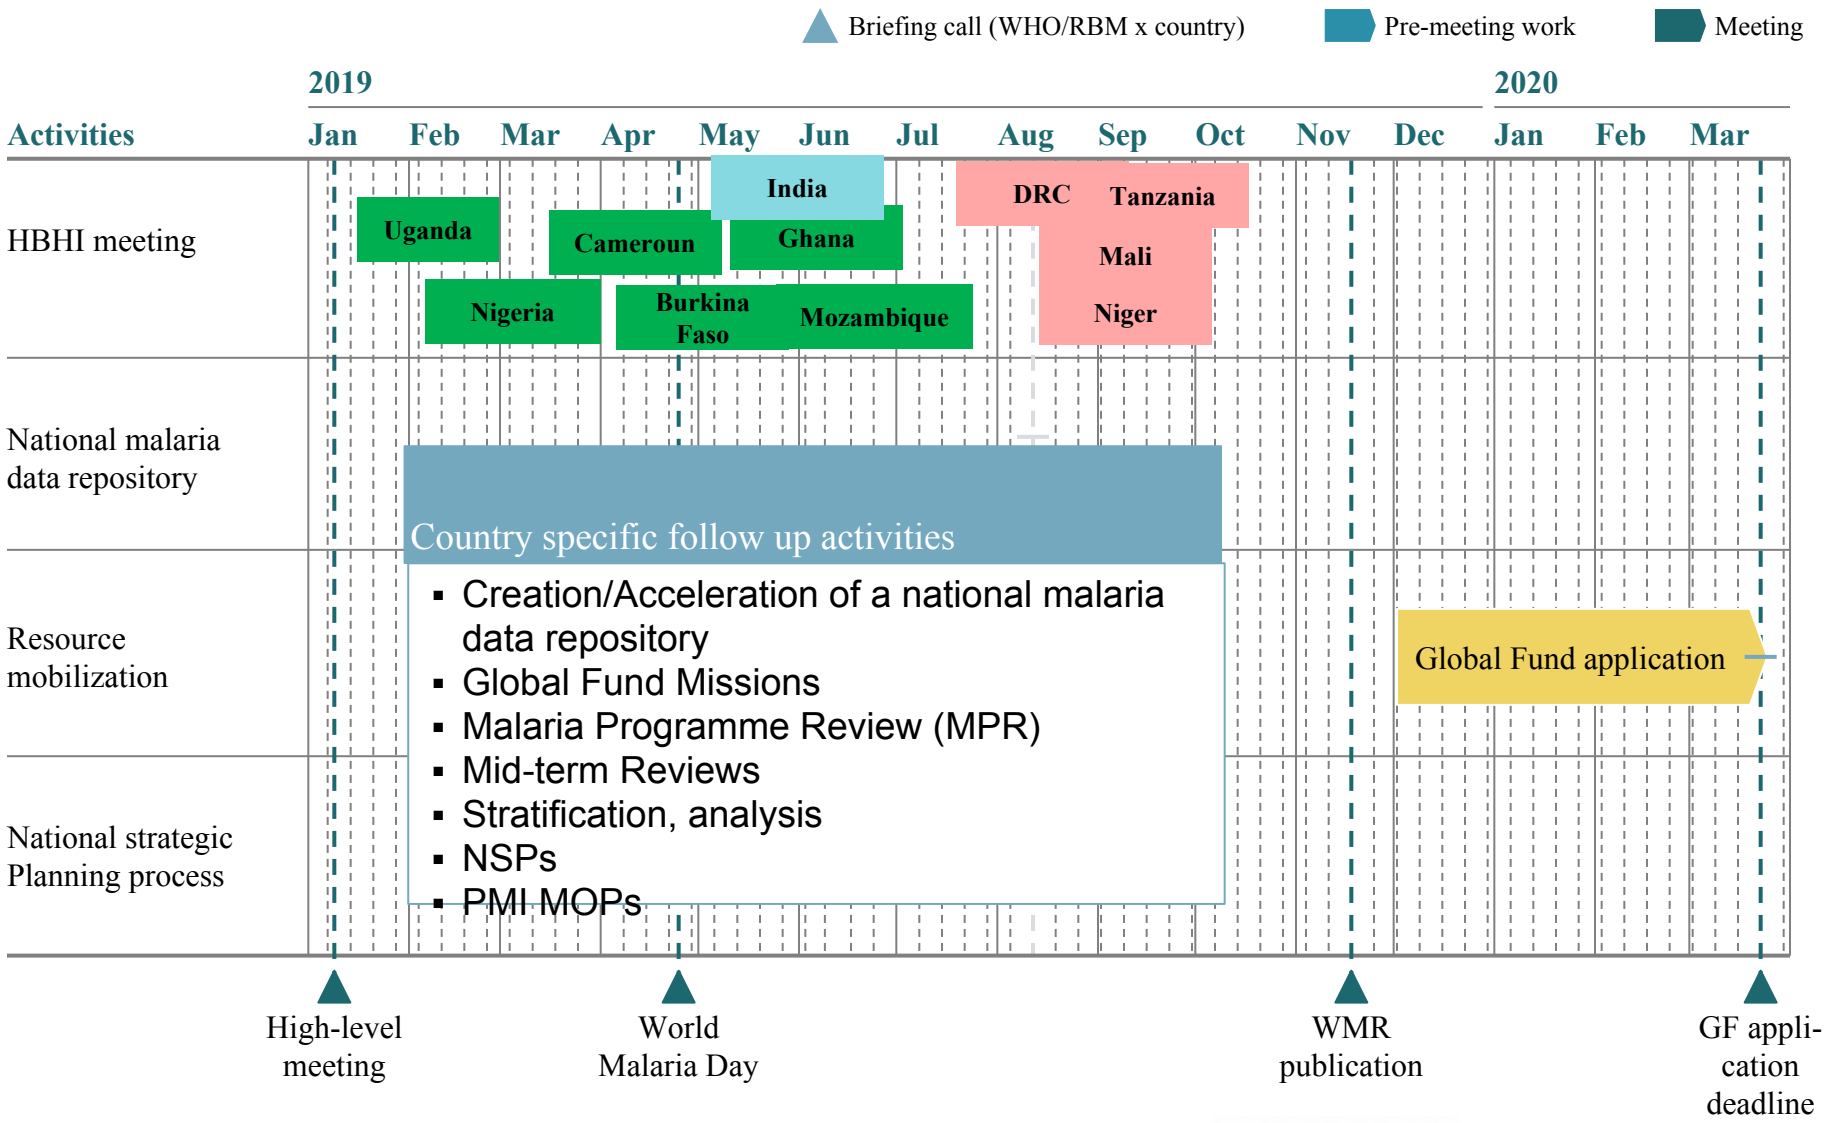 Briefing call (WHO/RBM x country)
Pre-meeting work
Meeting
2019
2020
Activities
Jan
Feb
Mar
Apr
May
Jun
Jul
Aug
Sep
Oct
Nov
Dec
Jan
Feb
Mar
HBHI meeting
India
DRC
Tanzania
Uganda
Cameroun
Ghana
Mali
Nigeria
Burkina
Faso
Mozambique
Niger
National malaria
data repository
Country specific follow up activities
▪ Creation/Acceleration of a national malaria
data repository
▪ Global Fund Missions
▪ Malaria Programme Review (MPR)
▪ Mid-term Reviews
▪ Stratification, analysis
▪ NSPs
▪ PMI MOPs
Resource
mobilization
Global Fund application
National strategic
Planning process
High-level
meeting
World
Malaria Day
WMR
publication
GF appli-
cation
deadline